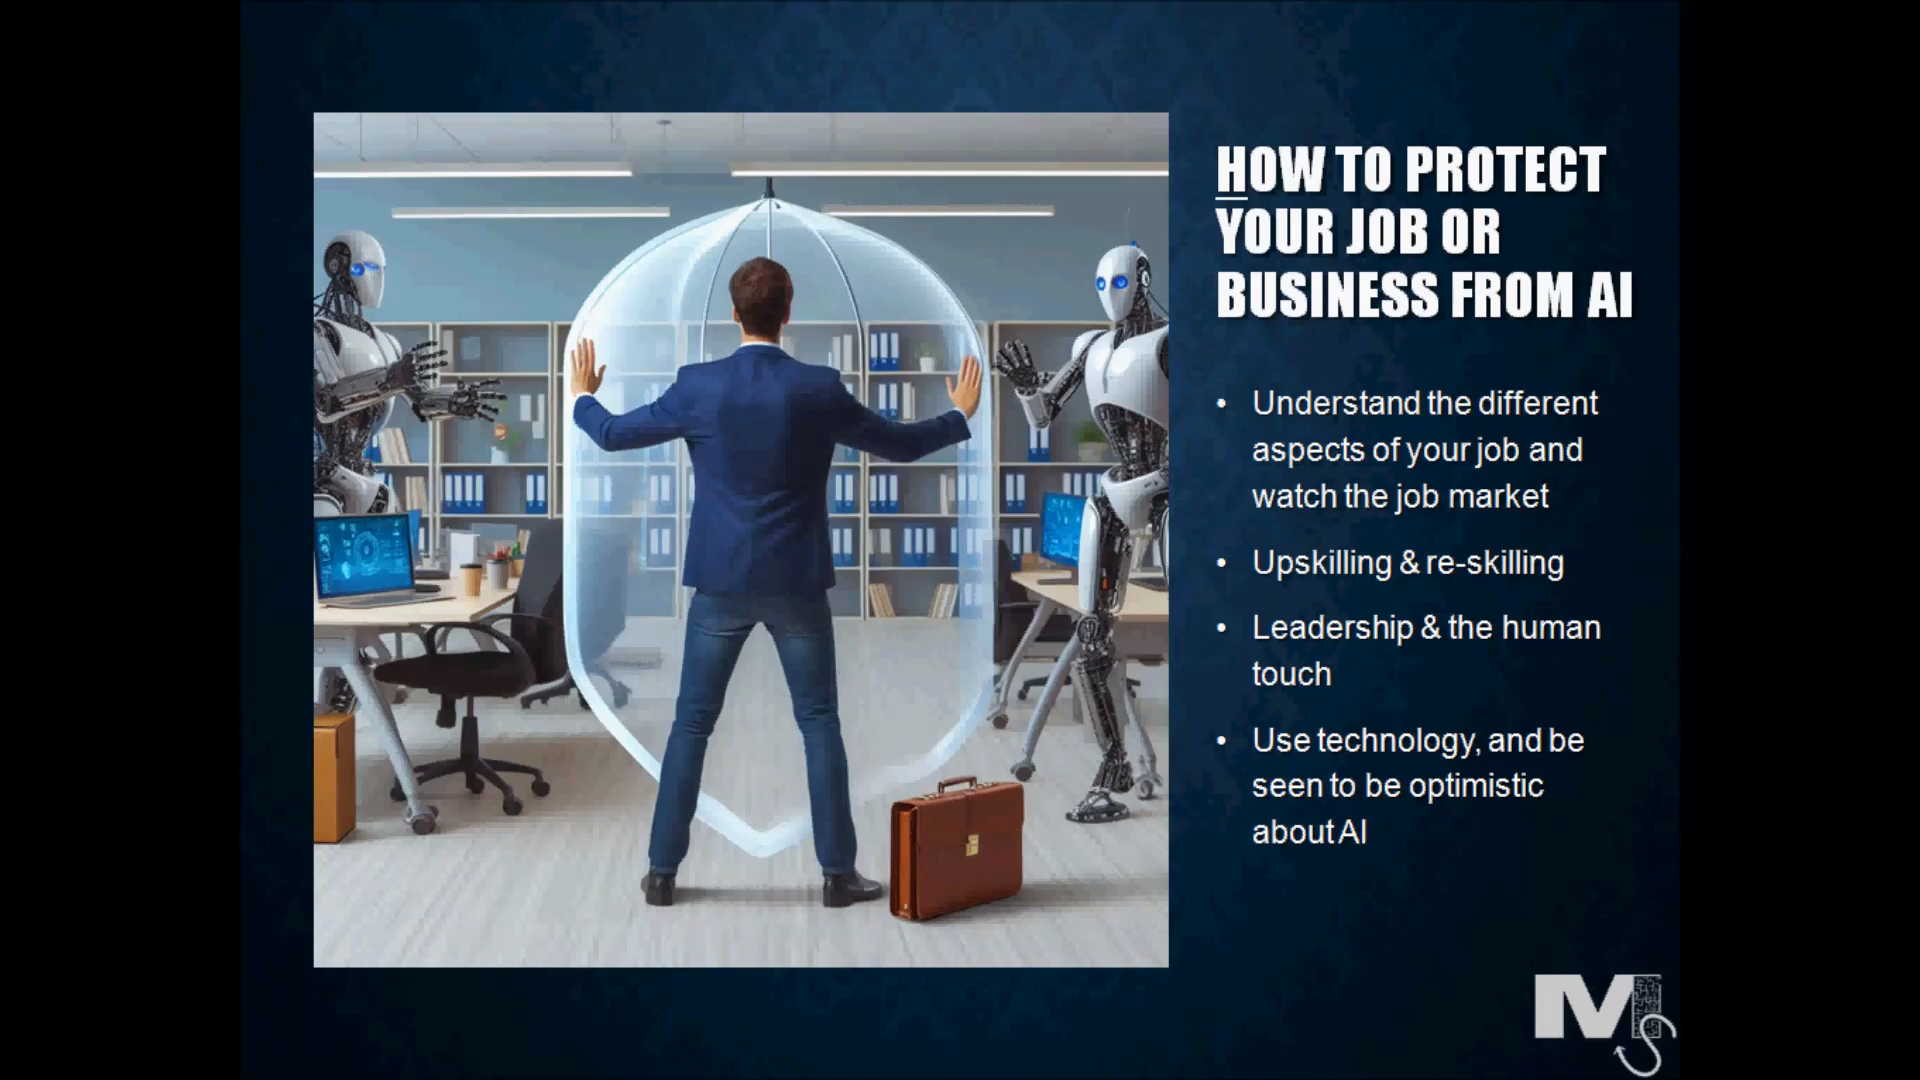 HOW TO PROTECT
YOUR JOB OR
BUSINESS FROM AI
• Understand the different
aspects of your job and
watch the job market
• Upskilling & re-skilling
• Leadership & the human
touch
• Use technology, and be
seen to be optimistic
about AI